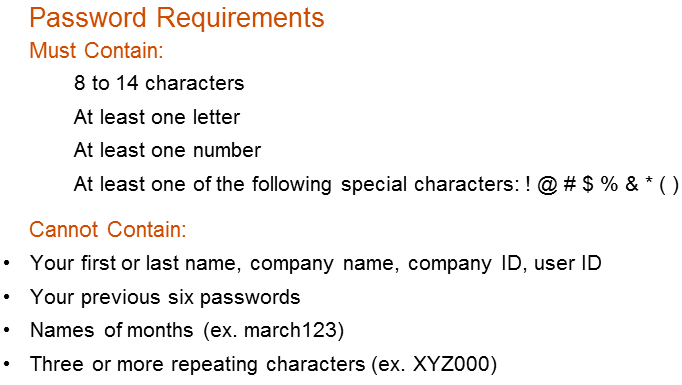 Password Requirements
Must Contain:
8 to 14 characters
At least one letter
At least one number
At least one of the following special characters: ! @ # $ % & * ( )
Cannot Contain:
• Your first or last name, company name, company ID, user ID
• Your previous six passwords
• Names of months (ex. march123)
• Three or more repeating characters (ex. XYZ000)